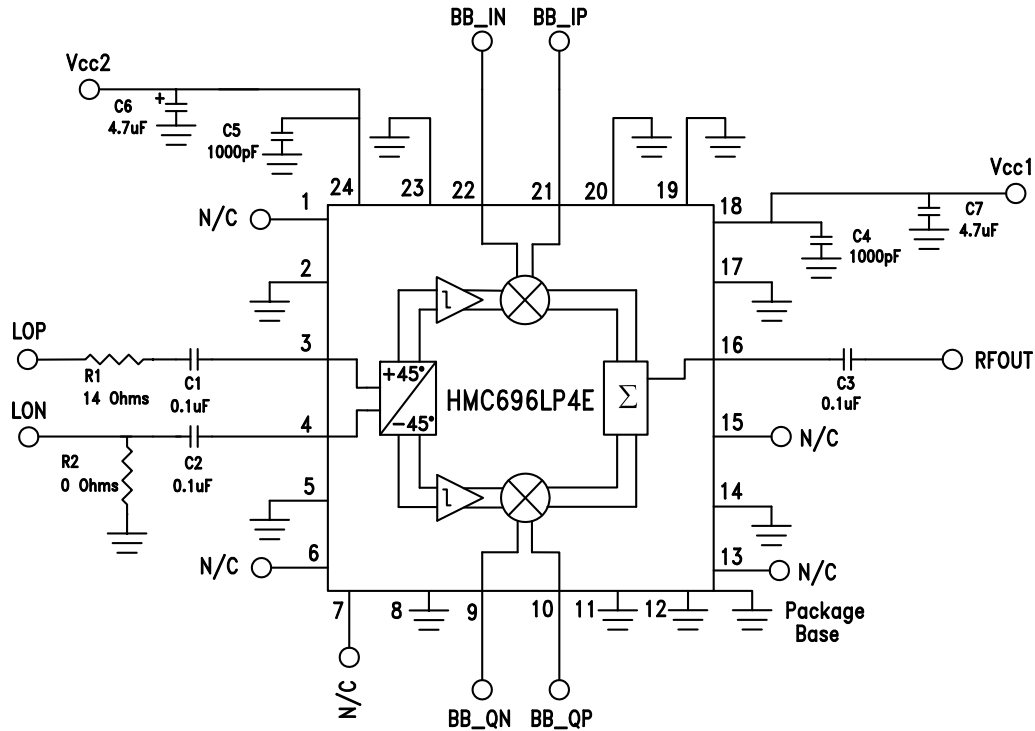 BB_IN BB_IP
Vcc2
C6
4.7uF
+
C5
1000pF
24 23 22 21 20 19
Vcc1
C7
4.7uF
C4
1000pF
N/C 1
18
2
17
LOP
R1
14 Ohms
C1
0.1uF
3
16
C3
0.1uF
RFOUT
+45°
-45°
HMC696LP4E
Σ
LON
R2
0 Ohms
C2
0.1uF
4
15
N/C
5
14
N/C 6
13
N/C
7 8 9 10 11 12
Package
Base
N/C
BB_QN BB_QP